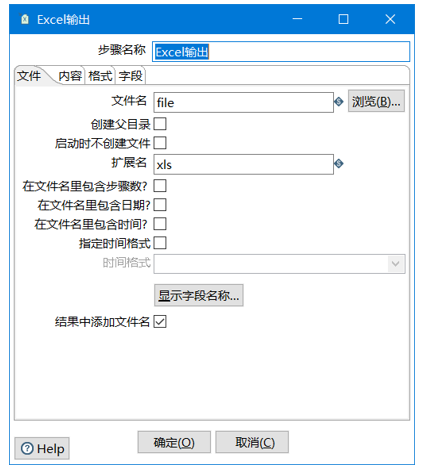 Excel输出
步骤名称 Excel输出
文件 内容 格式 字段
文件名 file 浏览(B)...
创建父目录
启动时不创建文件
扩展名 xls
在文件名里包含步骤数?
在文件名里包含日期?
在文件名里包含时间?
指定时间格式
时间格式
显示字段名称...
结果中添加文件名
Help 确定(O) 取消(C)